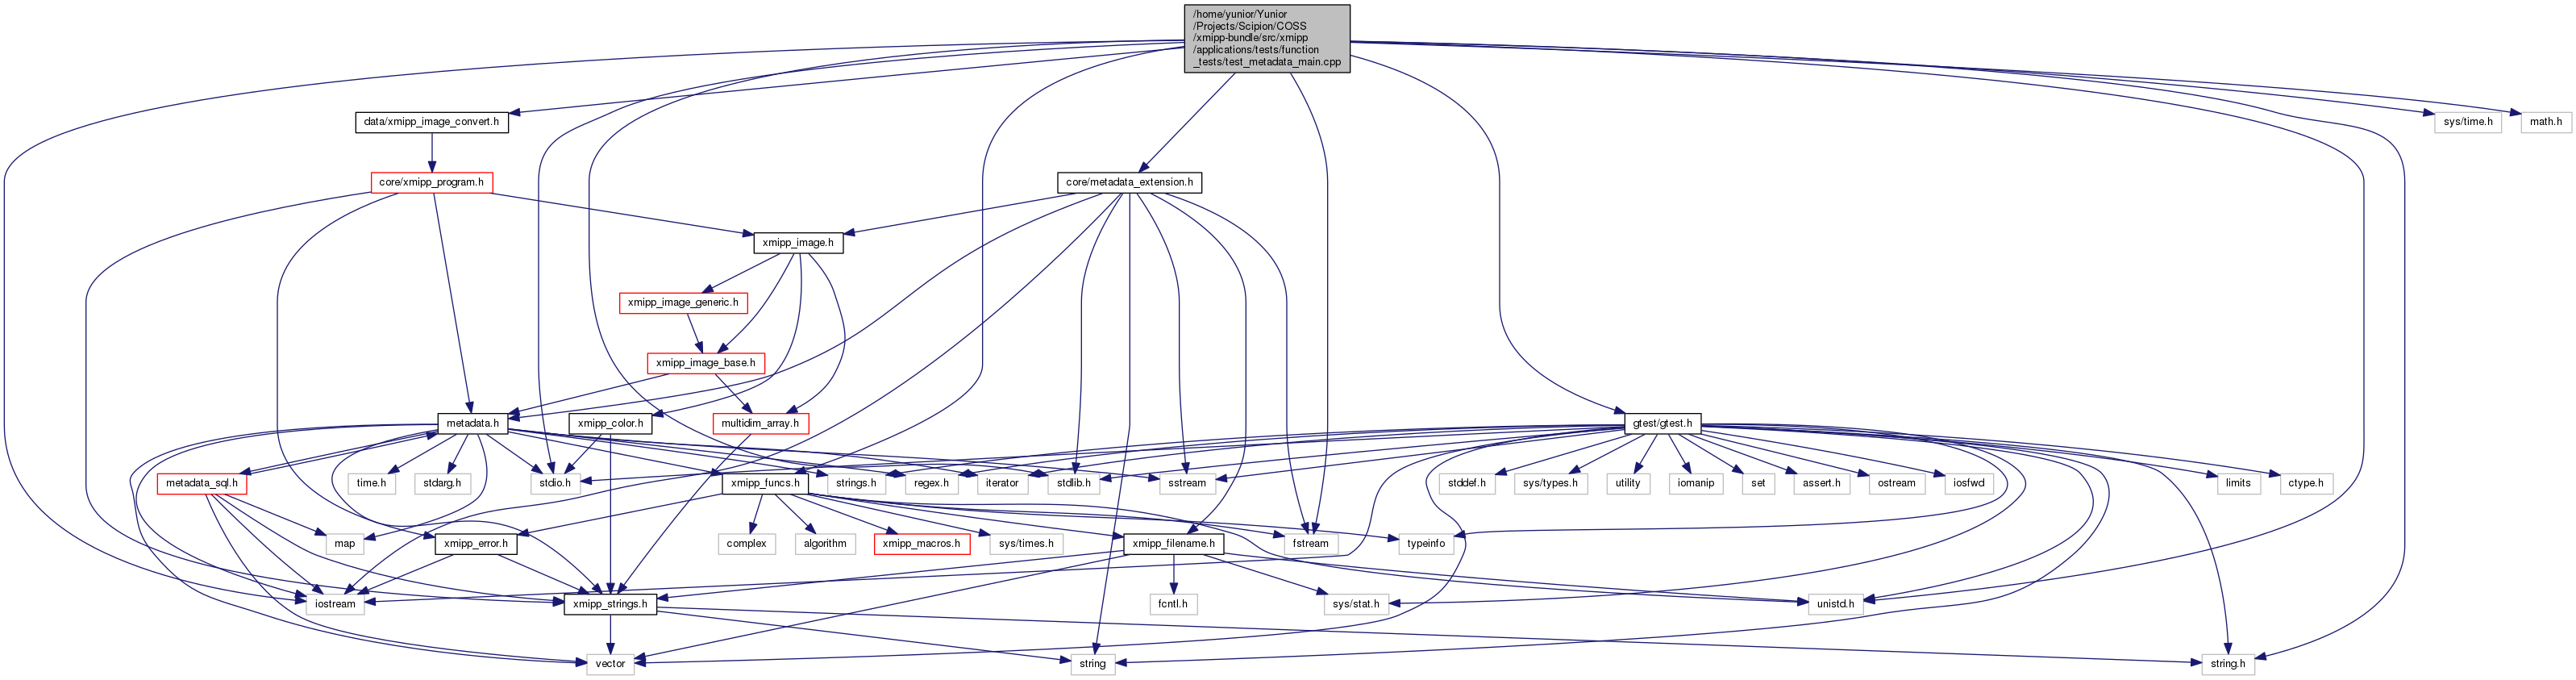 /home/yunior/Yunior
/Projects/Scipion/COSS
/xmipp-bundle/src/xmipp
/applications/tests/function
_tests/test_metadata_main.cpp
data/xmipp_image_convert.h
sys/time.h
math.h
core/xmipp_program.h
core/metadata_extension.h
xmipp_image.h
xmipp_image_generic.h
xmipp_image_base.h
metadata.h
xmipp_color.h
multidim_array.h
gtest/gtest.h
metadata_sql.h
time.h
stdarg.h
stdio.h
xmipp_funcs.h
strings.h
regex.h
iterator
stdlib.h
sstream
stddef.h
sys/types.h
utility
iomanip
set
assert.h
ostream
iosfwd
limits
ctype.h
map
xmipp_error.h
complex
algorithm
xmipp_macros.h
sys/times.h
xmipp_filename.h
fstream
typeinfo
iostream
xmipp_strings.h
fcntl.h
sys/stat.h
unistd.h
vector
string
string.h